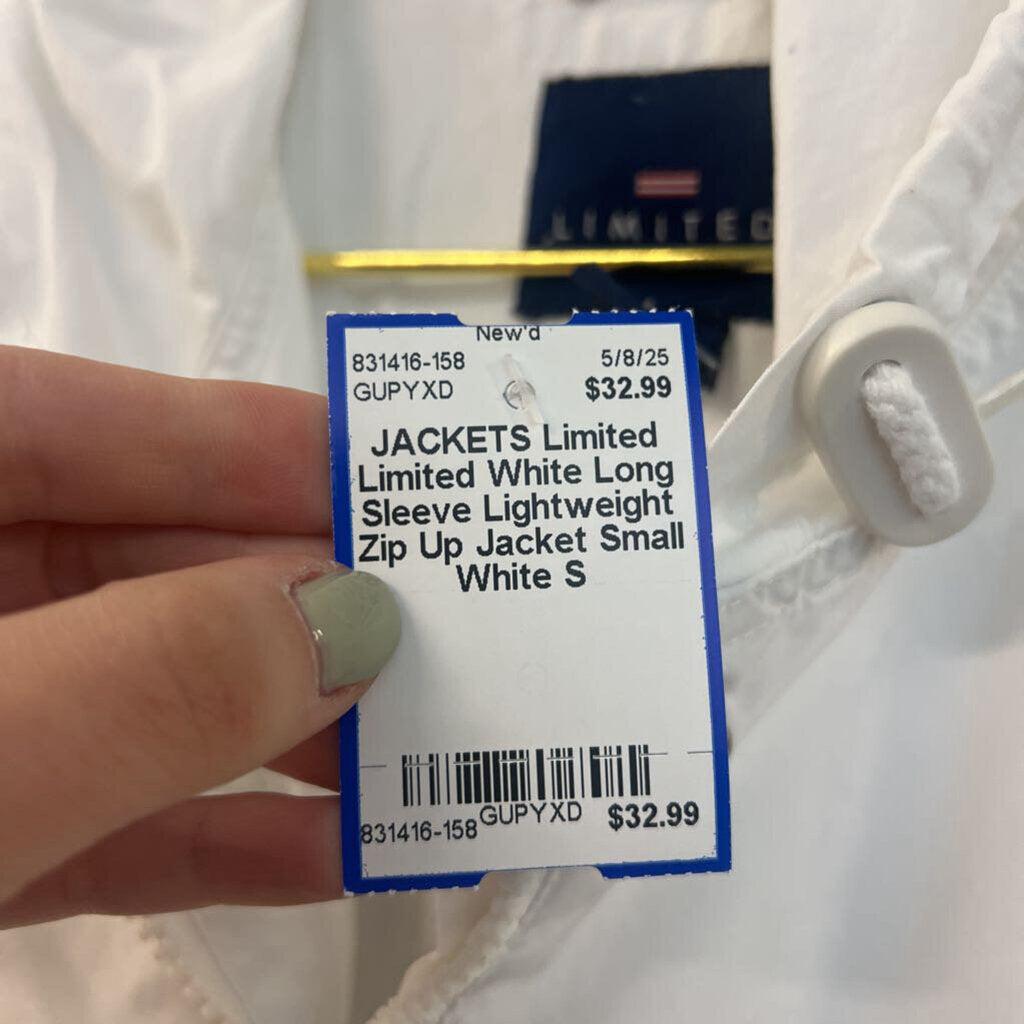 LIMITED
New'd
831416-158 5/8/25
GUPYXD $32.99
JACKETS Limited
Limited White Long
Sleeve Lightweight
Zip Up Jacket Small
White S
831416-158 GUPYXD $32.99